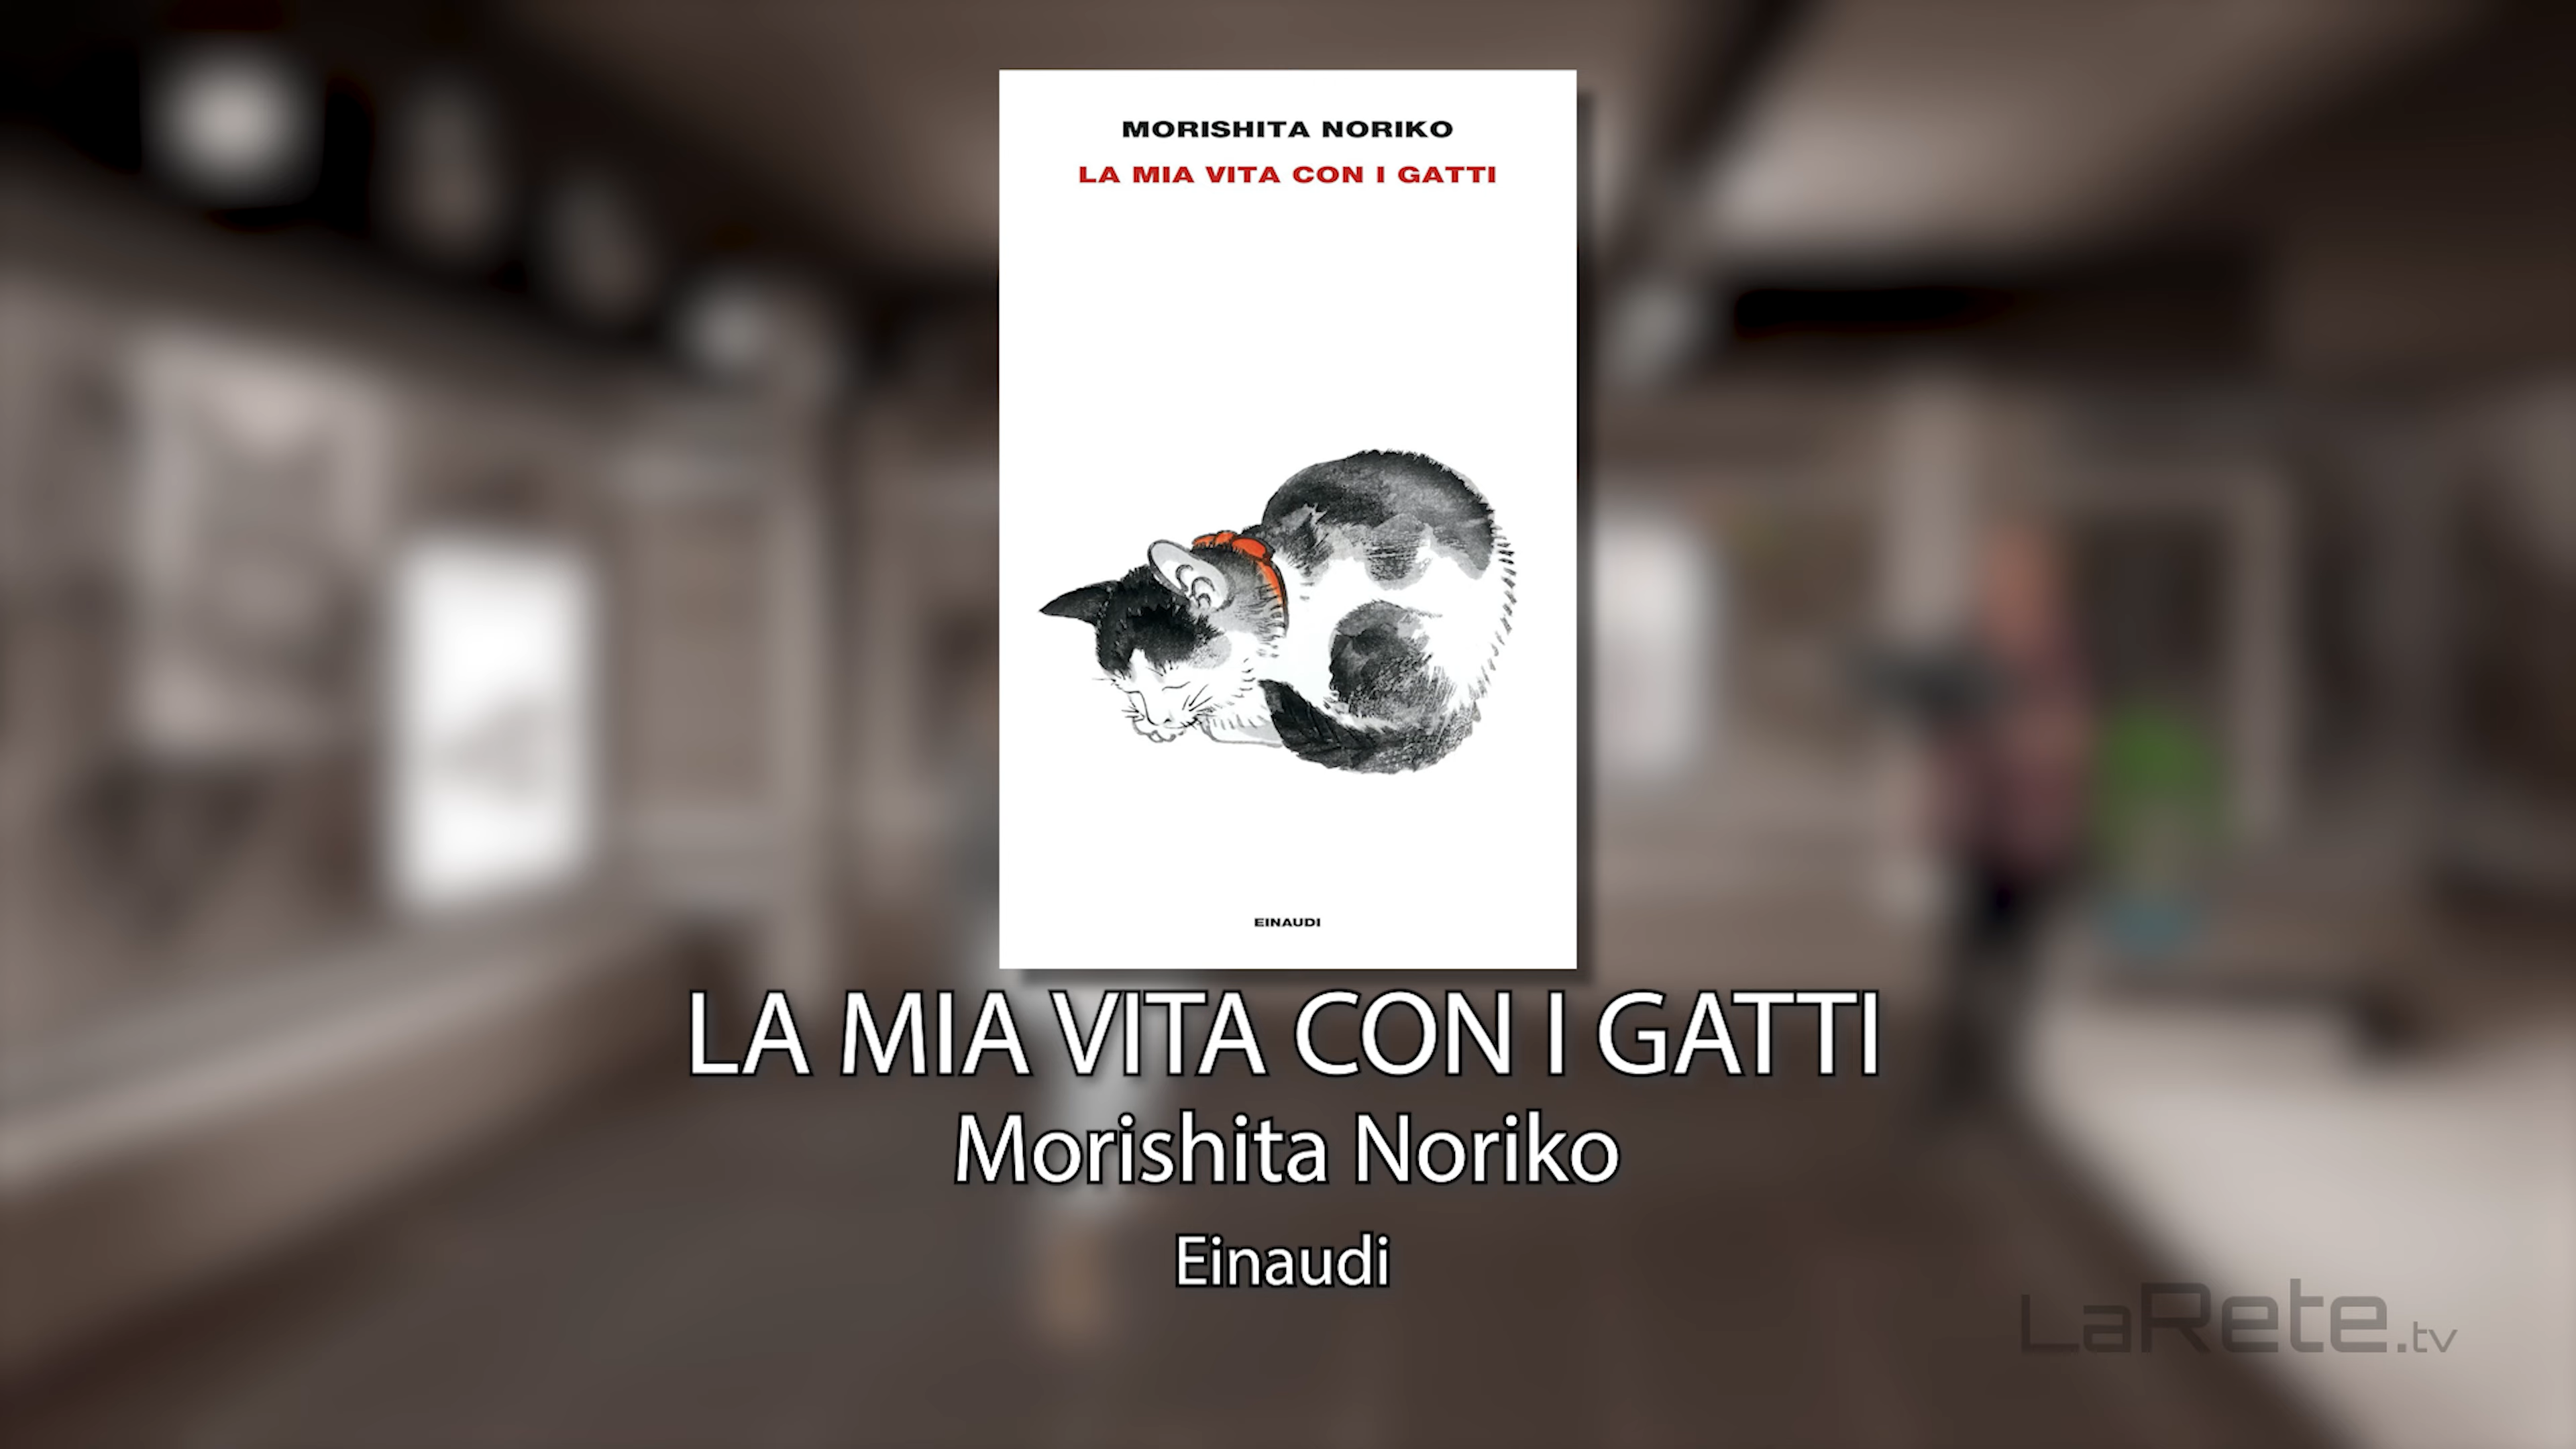 MORISHITA NORIKO
LA MIA VITA CON I GATTI
EINAUDI
LA MIA VITA CON I GATTI
Morishita Noriko
Einaudi
LaRete.tv